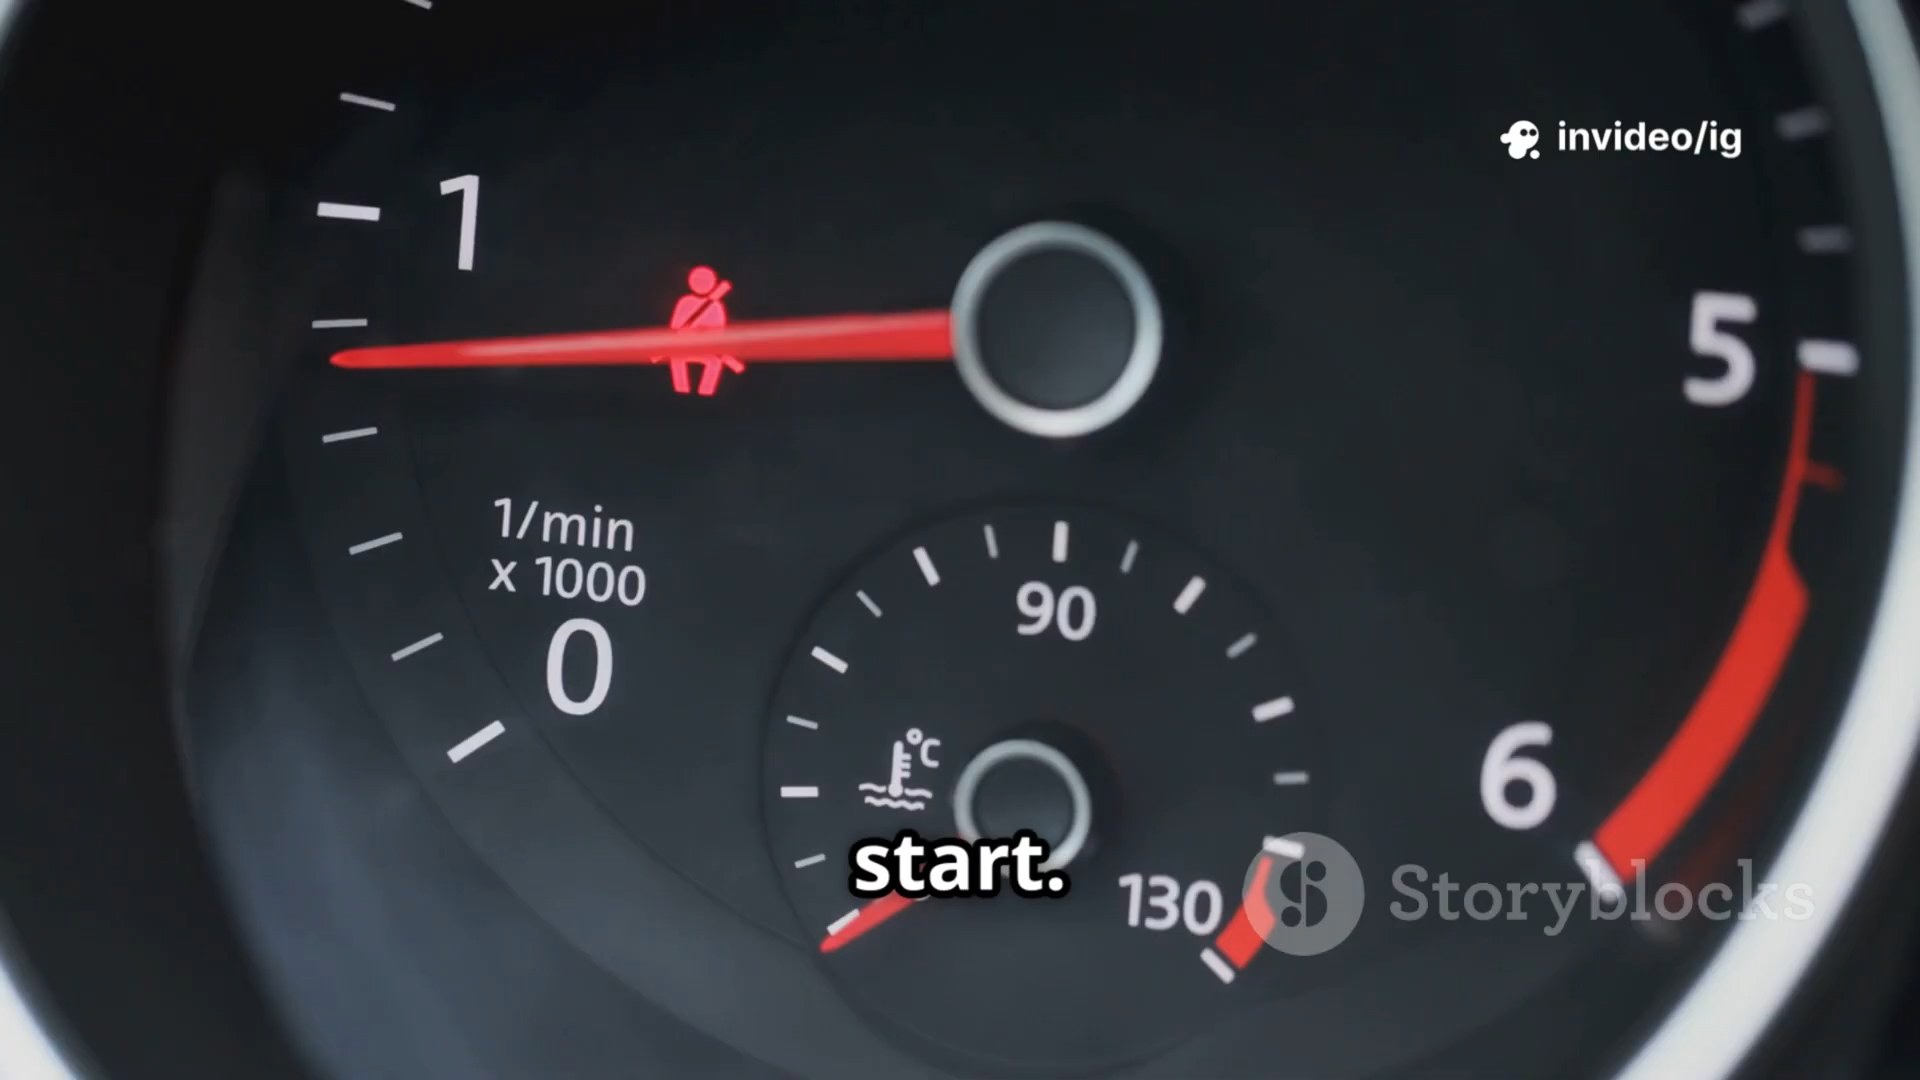 invideo/ig
1
5
1/min
x 1000
0
90
°C
6
start.
130
Storyblocks